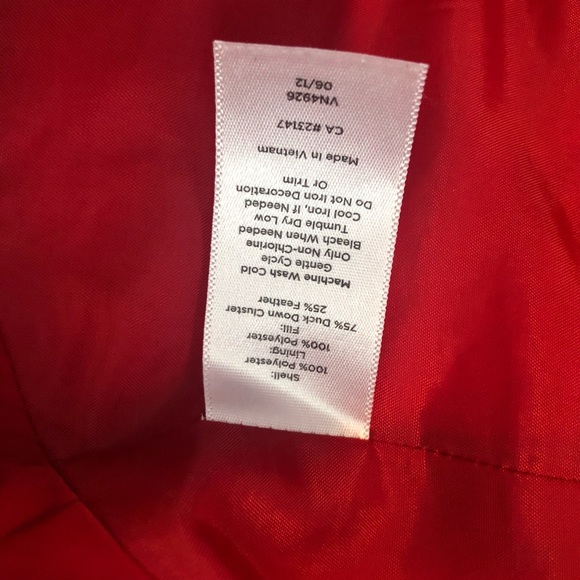 Shell:
100% Polyester
Lining:
100% Polyester
Fill:
75% Duck Down Cluster
25% Feather
Machine Wash Cold
Gentle Cycle
Only Non-Chlorine
Bleach When Needed
Tumble Dry Low
Cool Iron, If Needed
Do Not Iron Decoration
Or Trim
Made in Vietnam
CA #23147
VN4926
06/12